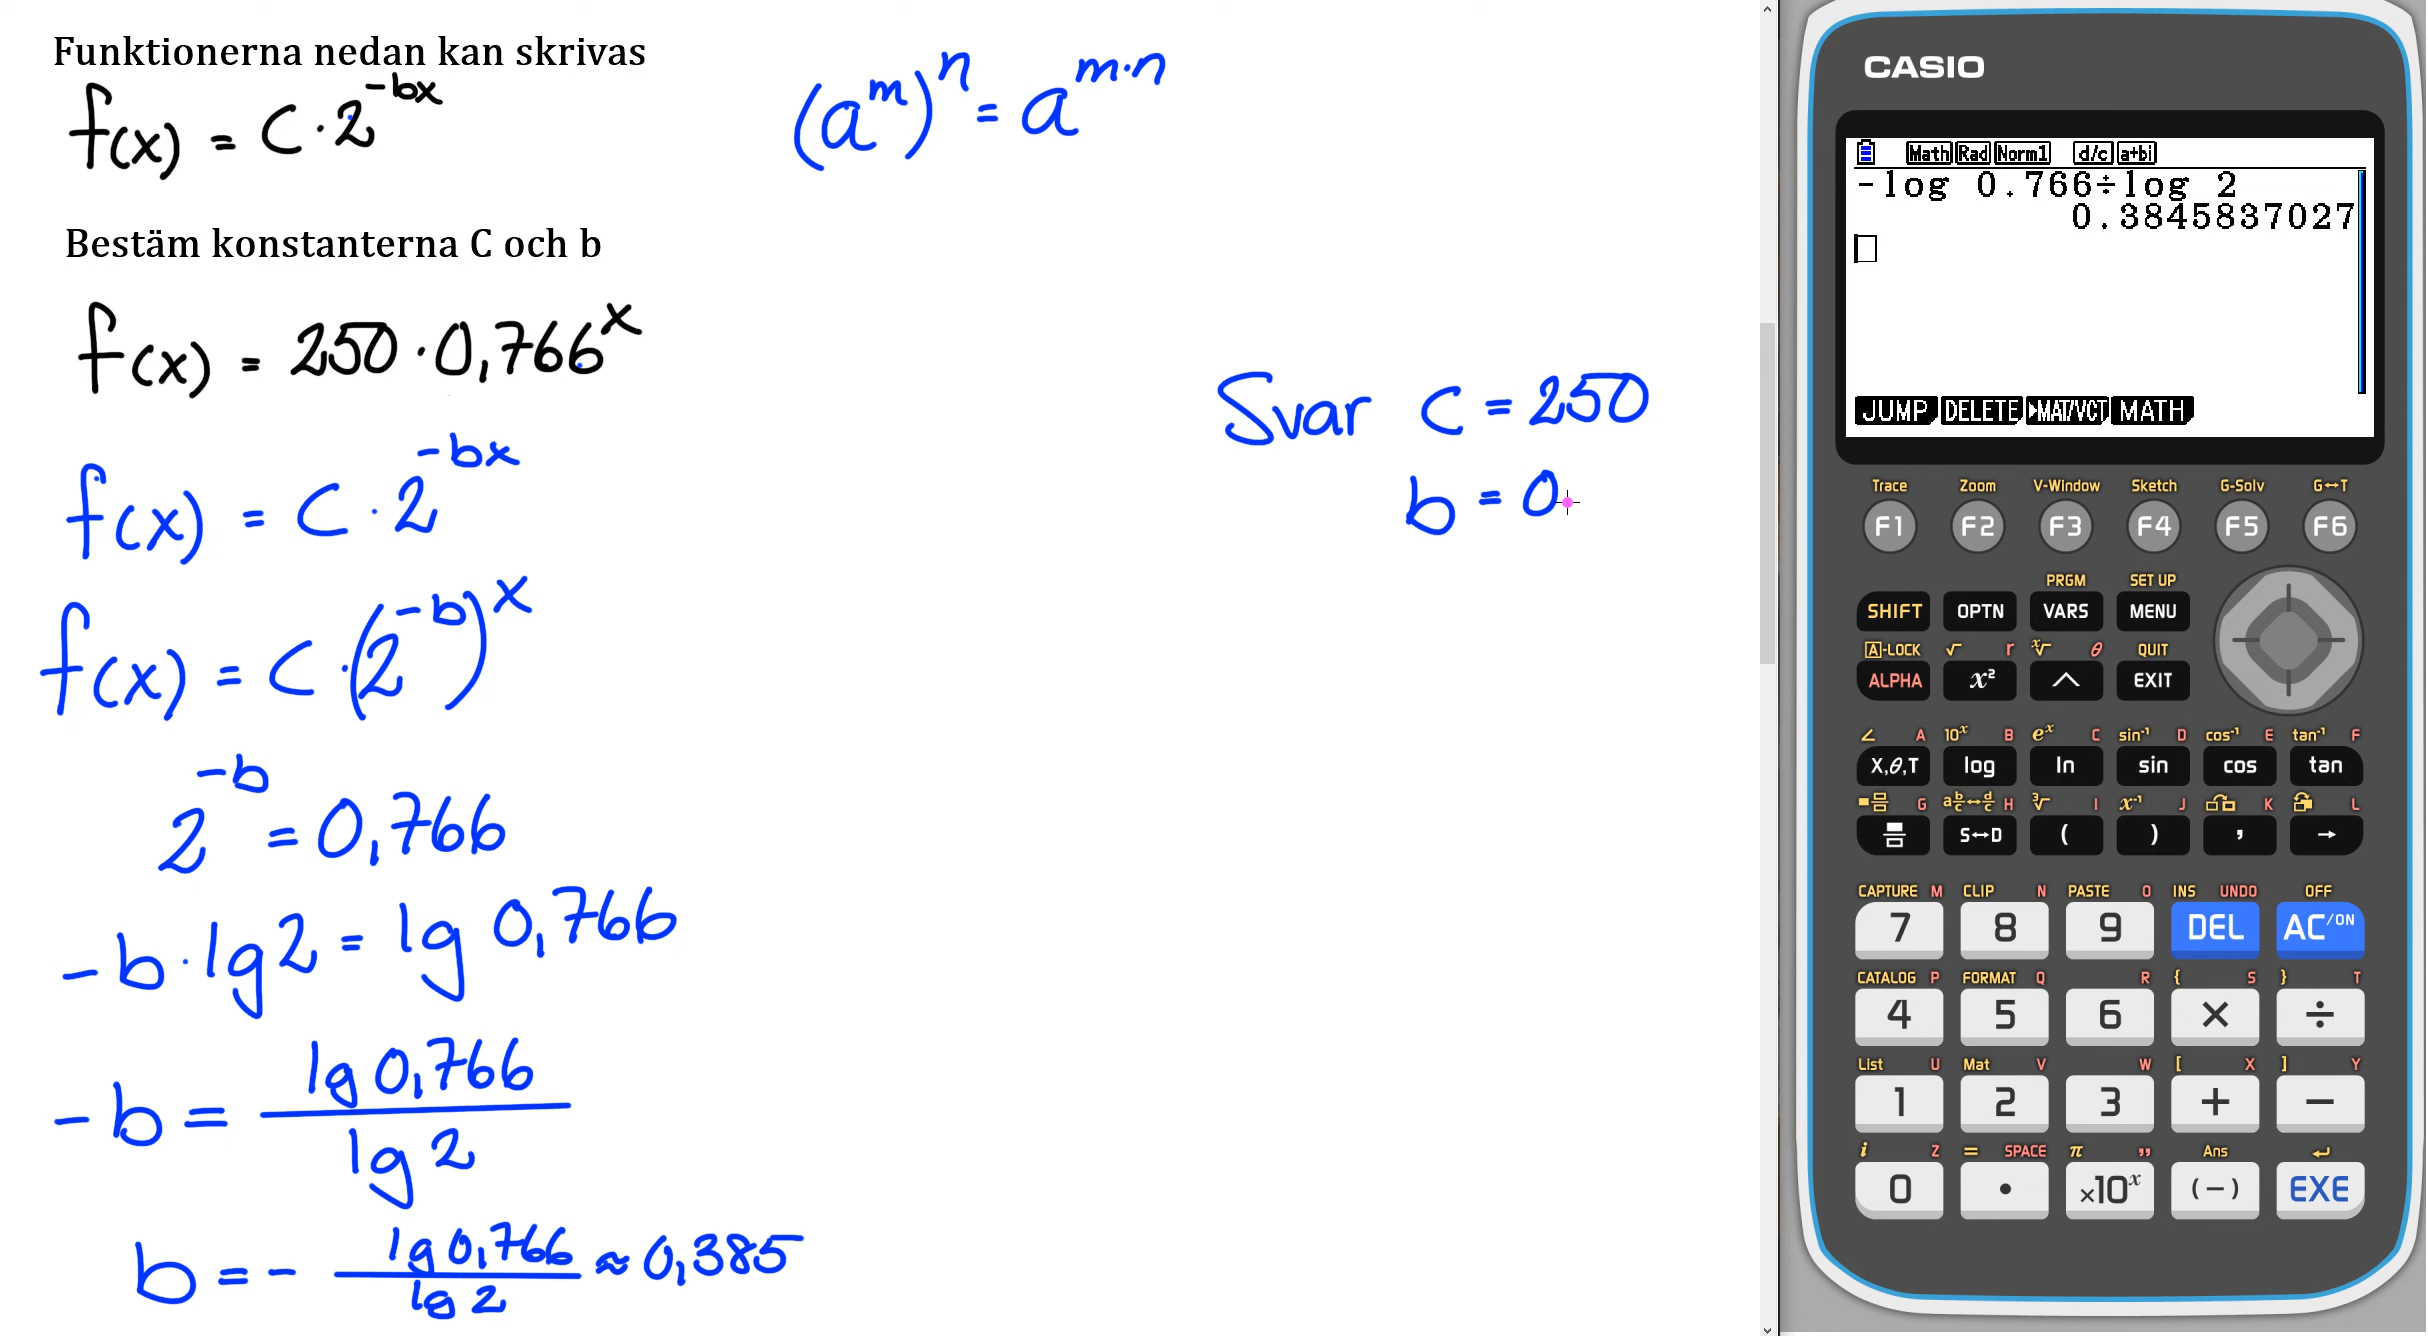 Funktionerna nedan kan skrivas
f(x) = C · 2^(-bx)
(a^m)^n = a^(m·n)
Bestäm konstanterna C och b
f(x) = 250 · 0,766^x
f(x) = C · 2^(-bx)
f(x) = C · (2^(-b))^x
2^(-b) = 0,766
-b · lg 2 = lg 0,766
-b = lg 0,766 / lg 2
b = - lg 0,766 / lg 2 ≈ 0,385
Svar C = 250
b = 0
CASIO
Math Rad Norm1 d/c a+bi
-log 0.766÷log 2
0.3845837027
JUMP DELETE ▶MAT/VCT MATH
Trace Zoom V-Window Sketch G-Solv G↔T
F1 F2 F3 F4 F5 F6
PRGM SET UP
SHIFT OPTN VARS MENU
A-LOCK √ r ˣ√ θ QUIT
ALPHA x² ^ EXIT
∠ A 10ˣ B eˣ C sin⁻¹ D cos⁻¹ E tan⁻¹ F
X,θ,T log ln sin cos tan
G a b/c↔d/c H ³√ I x⁻¹ J K L
S↔D ( ) , →
CAPTURE M CLIP N PASTE O INS UNDO OFF
7 8 9 DEL AC/ON
CATALOG P FORMAT Q R { S } T
4 5 6 × ÷
List U Mat V W [ X ] Y
1 2 3 + −
i Z = SPACE π " Ans ↵
0 • ×10ˣ (−) EXE